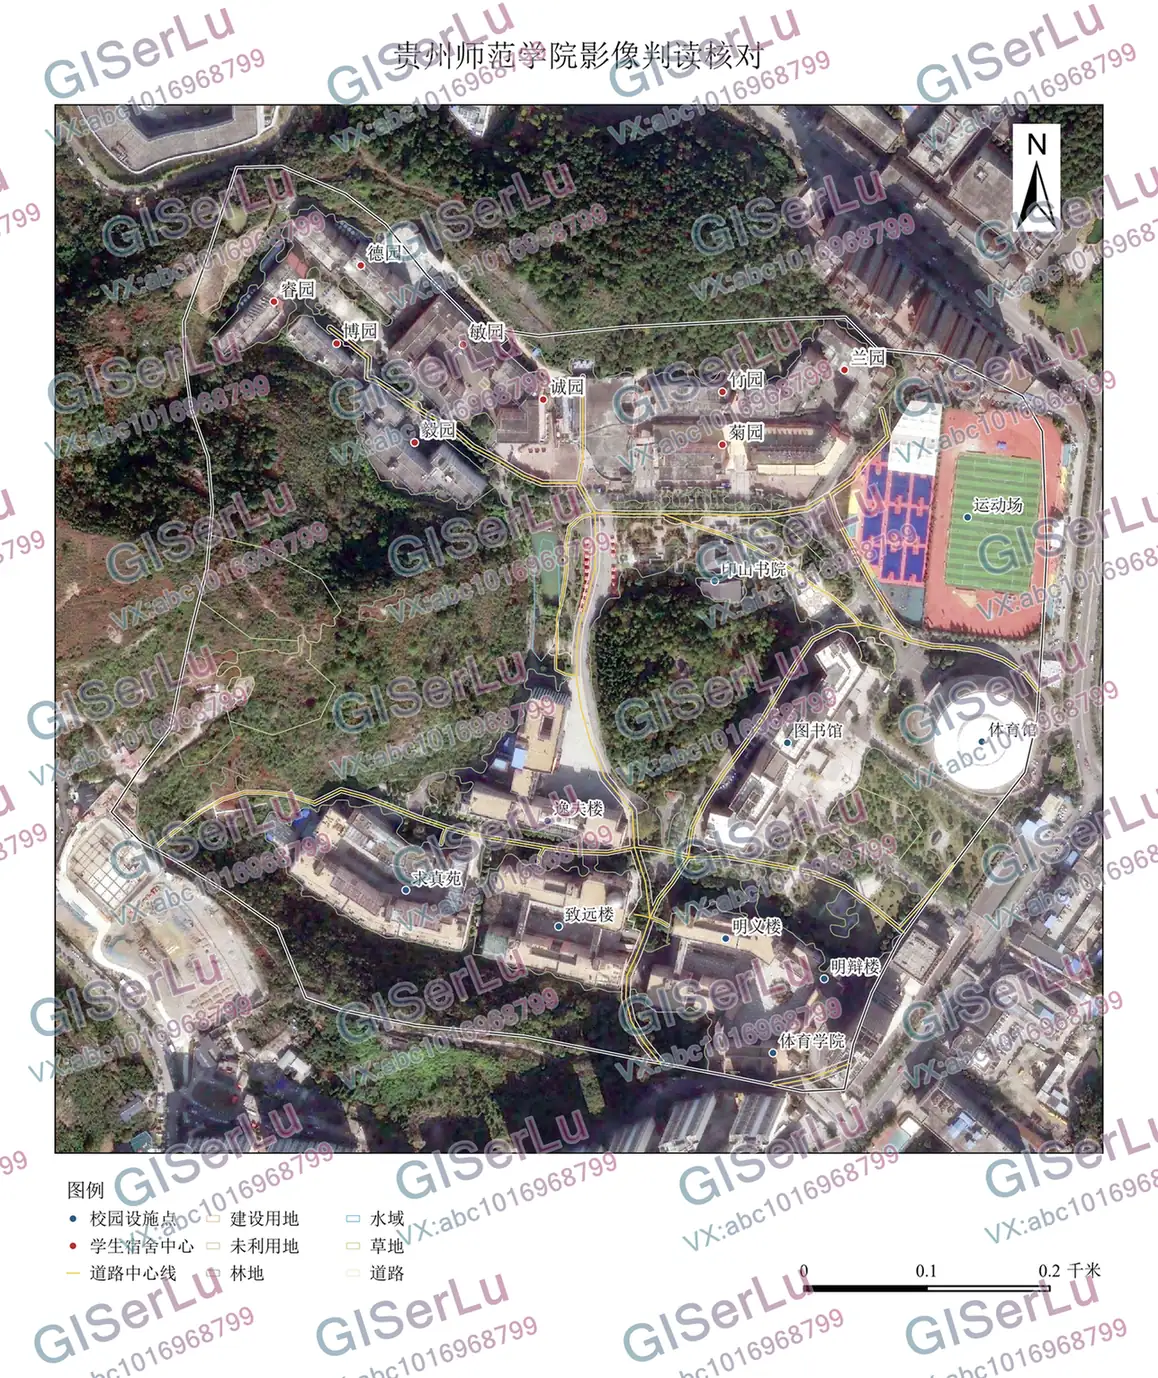 贵州师范学院影像判读核对
N
德园
睿园
博园
敏园
诚园
竹园
兰园
毅园
菊园
运动场
印山书院
图书馆
体育馆
逸夫楼
求真苑
致远楼
明义楼
明辩楼
体育学院
图例
校园设施点
建设用地
水域
学生宿舍中心
未利用地
草地
道路中心线
林地
道路
0 0.1 0.2 千米
GISerLu
VX:abc1016968799